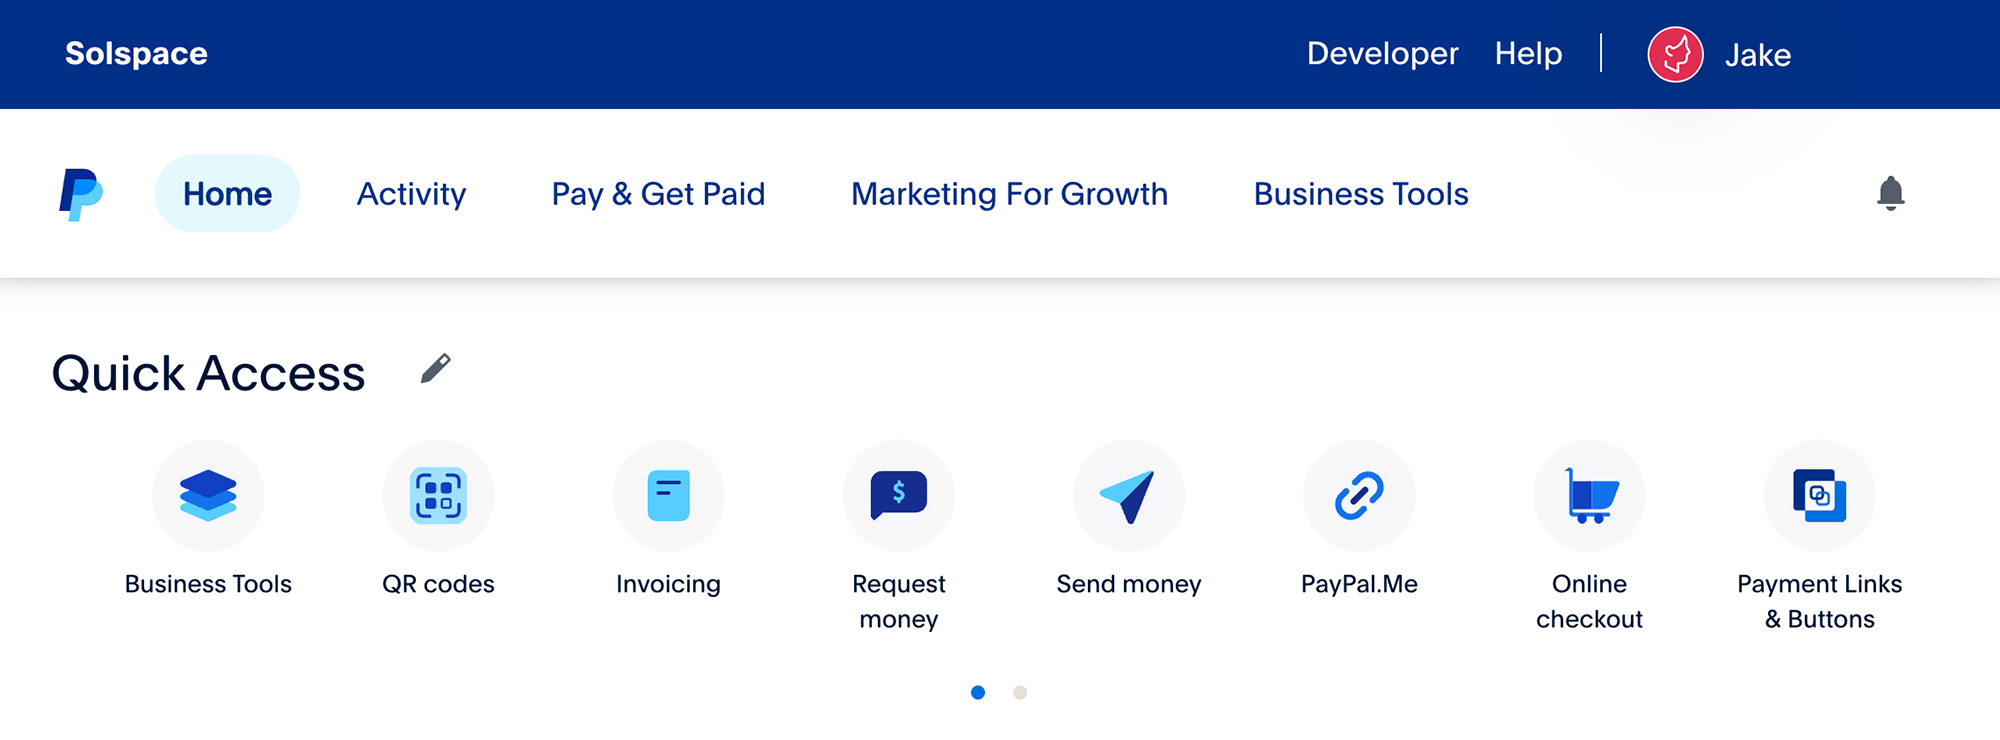 Solspace
Developer
Help
Jake
Home
Activity
Pay & Get Paid
Marketing For Growth
Business Tools
Quick Access
Business Tools
QR codes
Invoicing
$
Request
money
Send money
PayPal.Me
Online
checkout
Payment Links
& Buttons